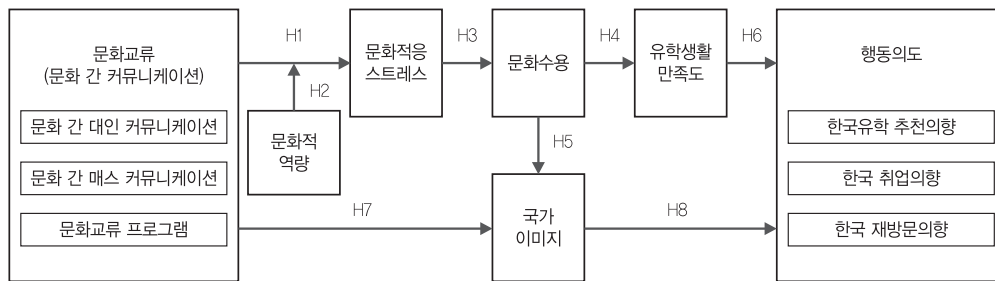 문화교류
(문화 간 커뮤니케이션)
문화 간 대인 커뮤니케이션
문화 간 매스 커뮤니케이션
문화교류 프로그램
H1
H2
문화적
역량
문화적응
스트레스
H3
문화수용
H4
유학생활
만족도
H6
H5
H7
국가
이미지
H8
행동의도
한국유학 추천의향
한국 취업의향
한국 재방문의향